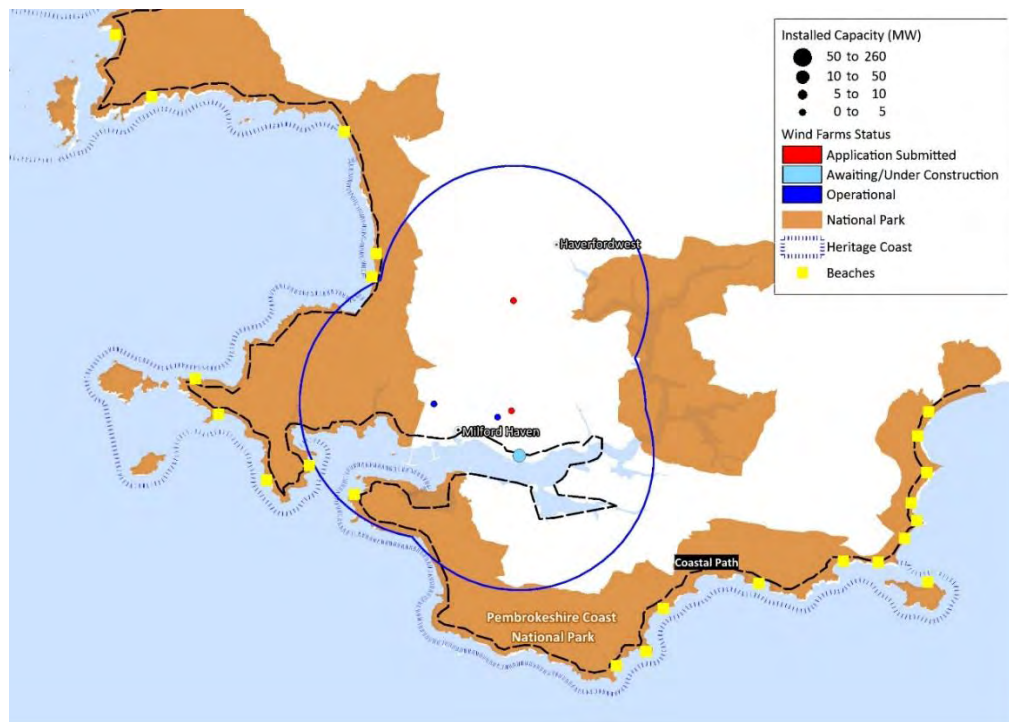 Installed Capacity (MW)
50 to 260
10 to 50
5 to 10
0 to 5
Wind Farms Status
Application Submitted
Awaiting/Under Construction
Operational
National Park
Heritage Coast
Beaches
Haverfordwest
Milford Haven
Coastal Path
Pembrokeshire Coast
National Park